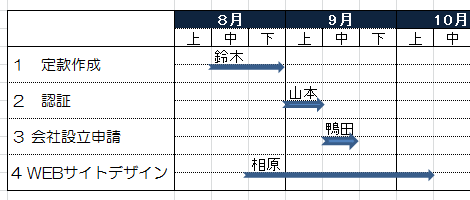 8月 9月 10月
上 中 下 上 中 下 上 中
鈴木
1 定款作成
山本
2 認証
鴨田
3 会社設立申請
相原
4 WEBサイトデザイン